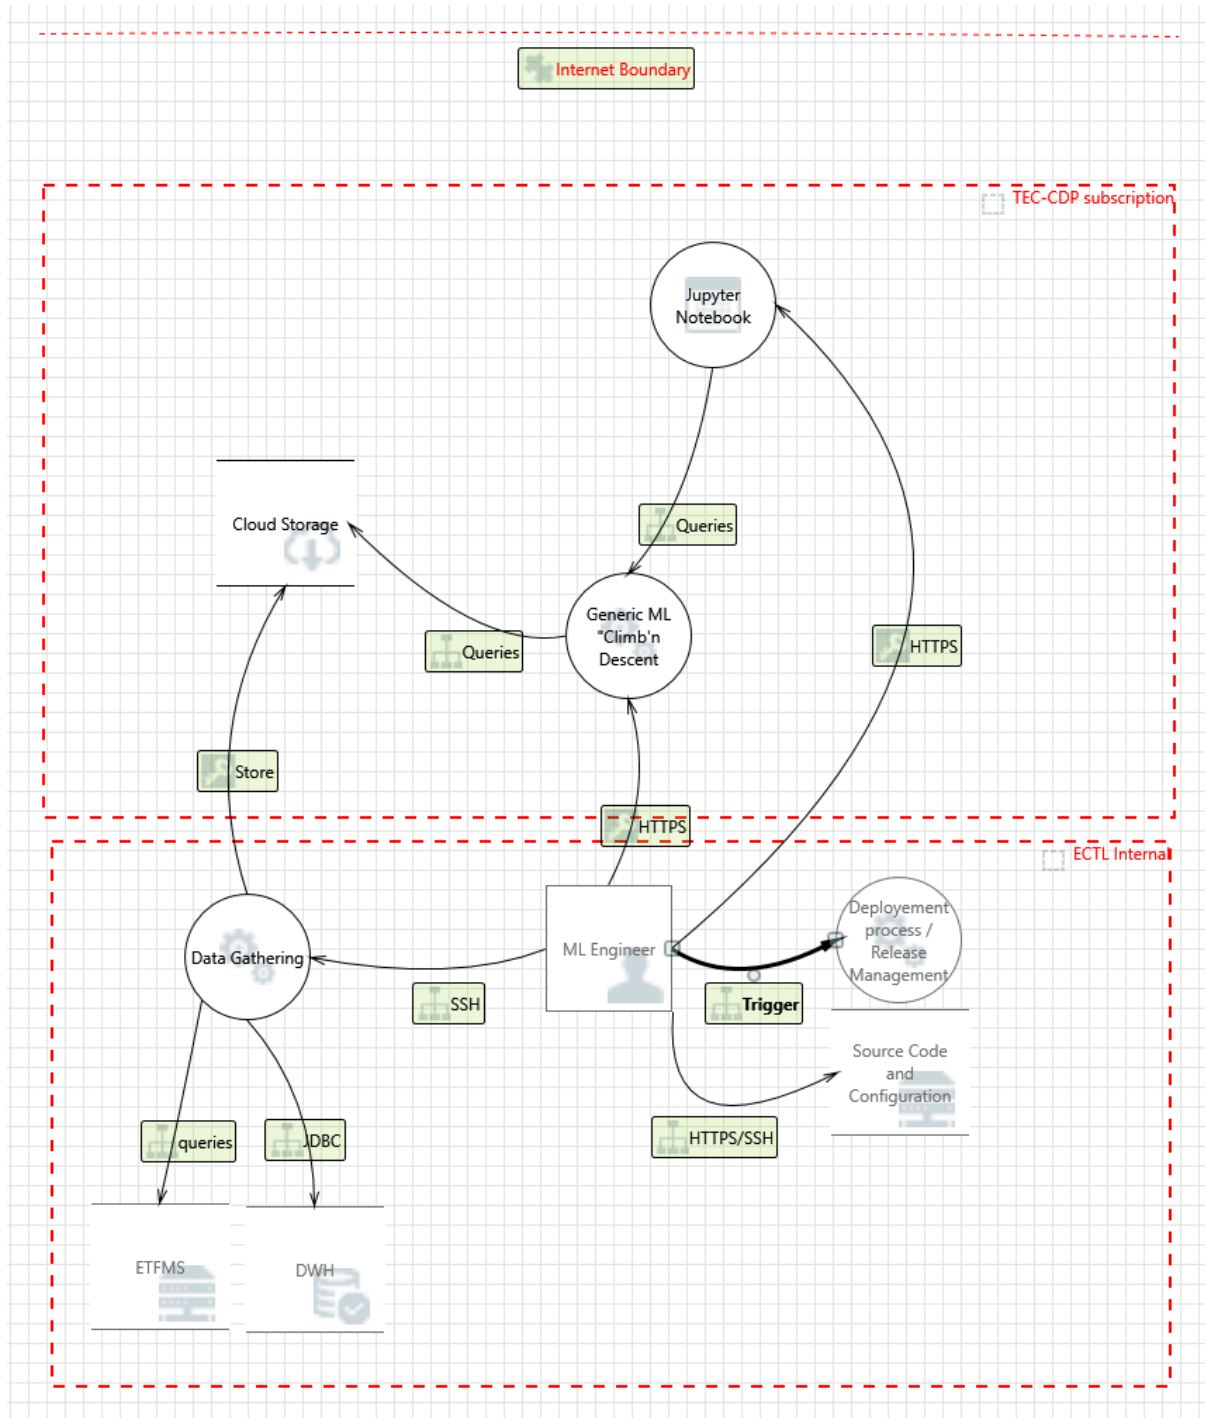 Internet Boundary
TEC-CDP subscription
Jupyter
Notebook
Cloud Storage
Queries
Generic ML
"Climb'n
Descent
Queries
HTTPS
Store
HTTPS
ECTL Internal
Deployement
process /
Release
Management
ML Engineer
Data Gathering
SSH
Trigger
Source Code
and
Configuration
queries
JDBC
HTTPS/SSH
ETFMS
DWH